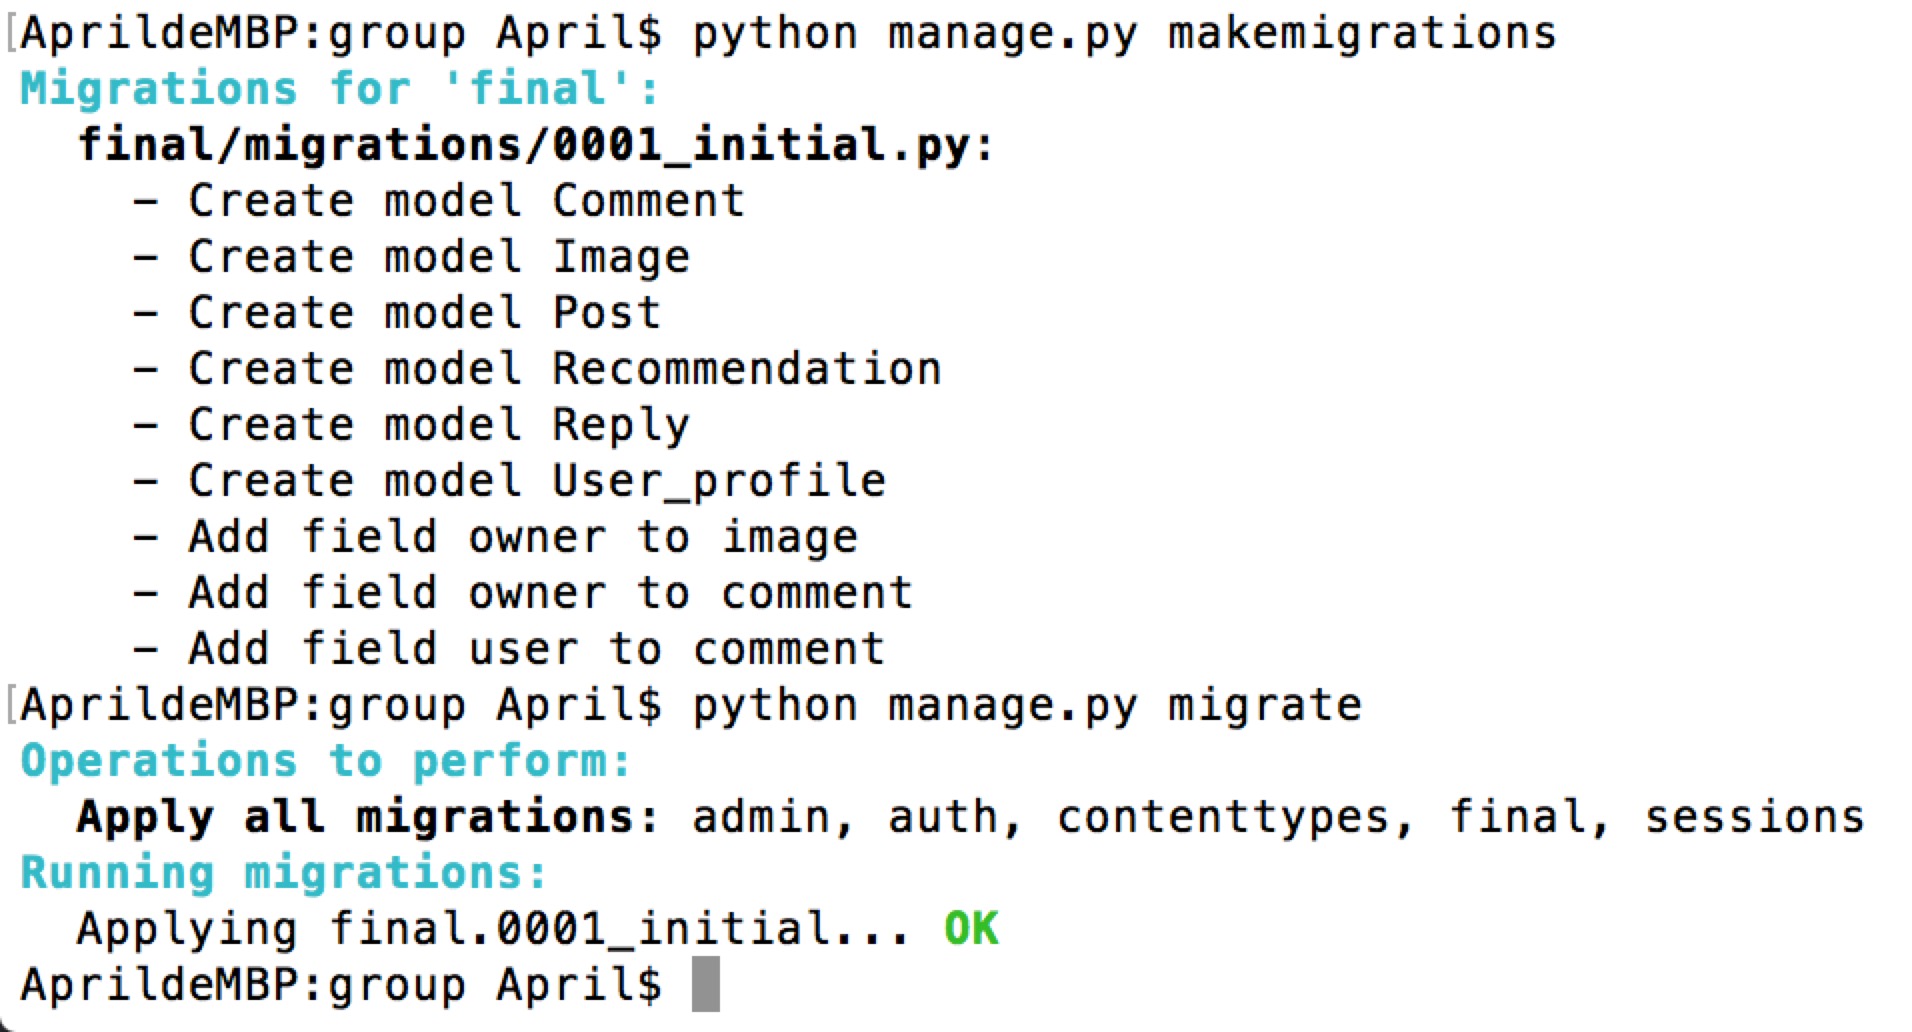 [AprildeMBP:group April$ python manage.py makemigrations
Migrations for 'final':
final/migrations/0001_initial.py:
– Create model Comment
– Create model Image
– Create model Post
– Create model Recommendation
– Create model Reply
– Create model User_profile
– Add field owner to image
– Add field owner to comment
– Add field user to comment
[AprildeMBP:group April$ python manage.py migrate
Operations to perform:
Apply all migrations: admin, auth, contenttypes, final, sessions
Running migrations:
Applying final.0001_initial... OK
AprildeMBP:group April$